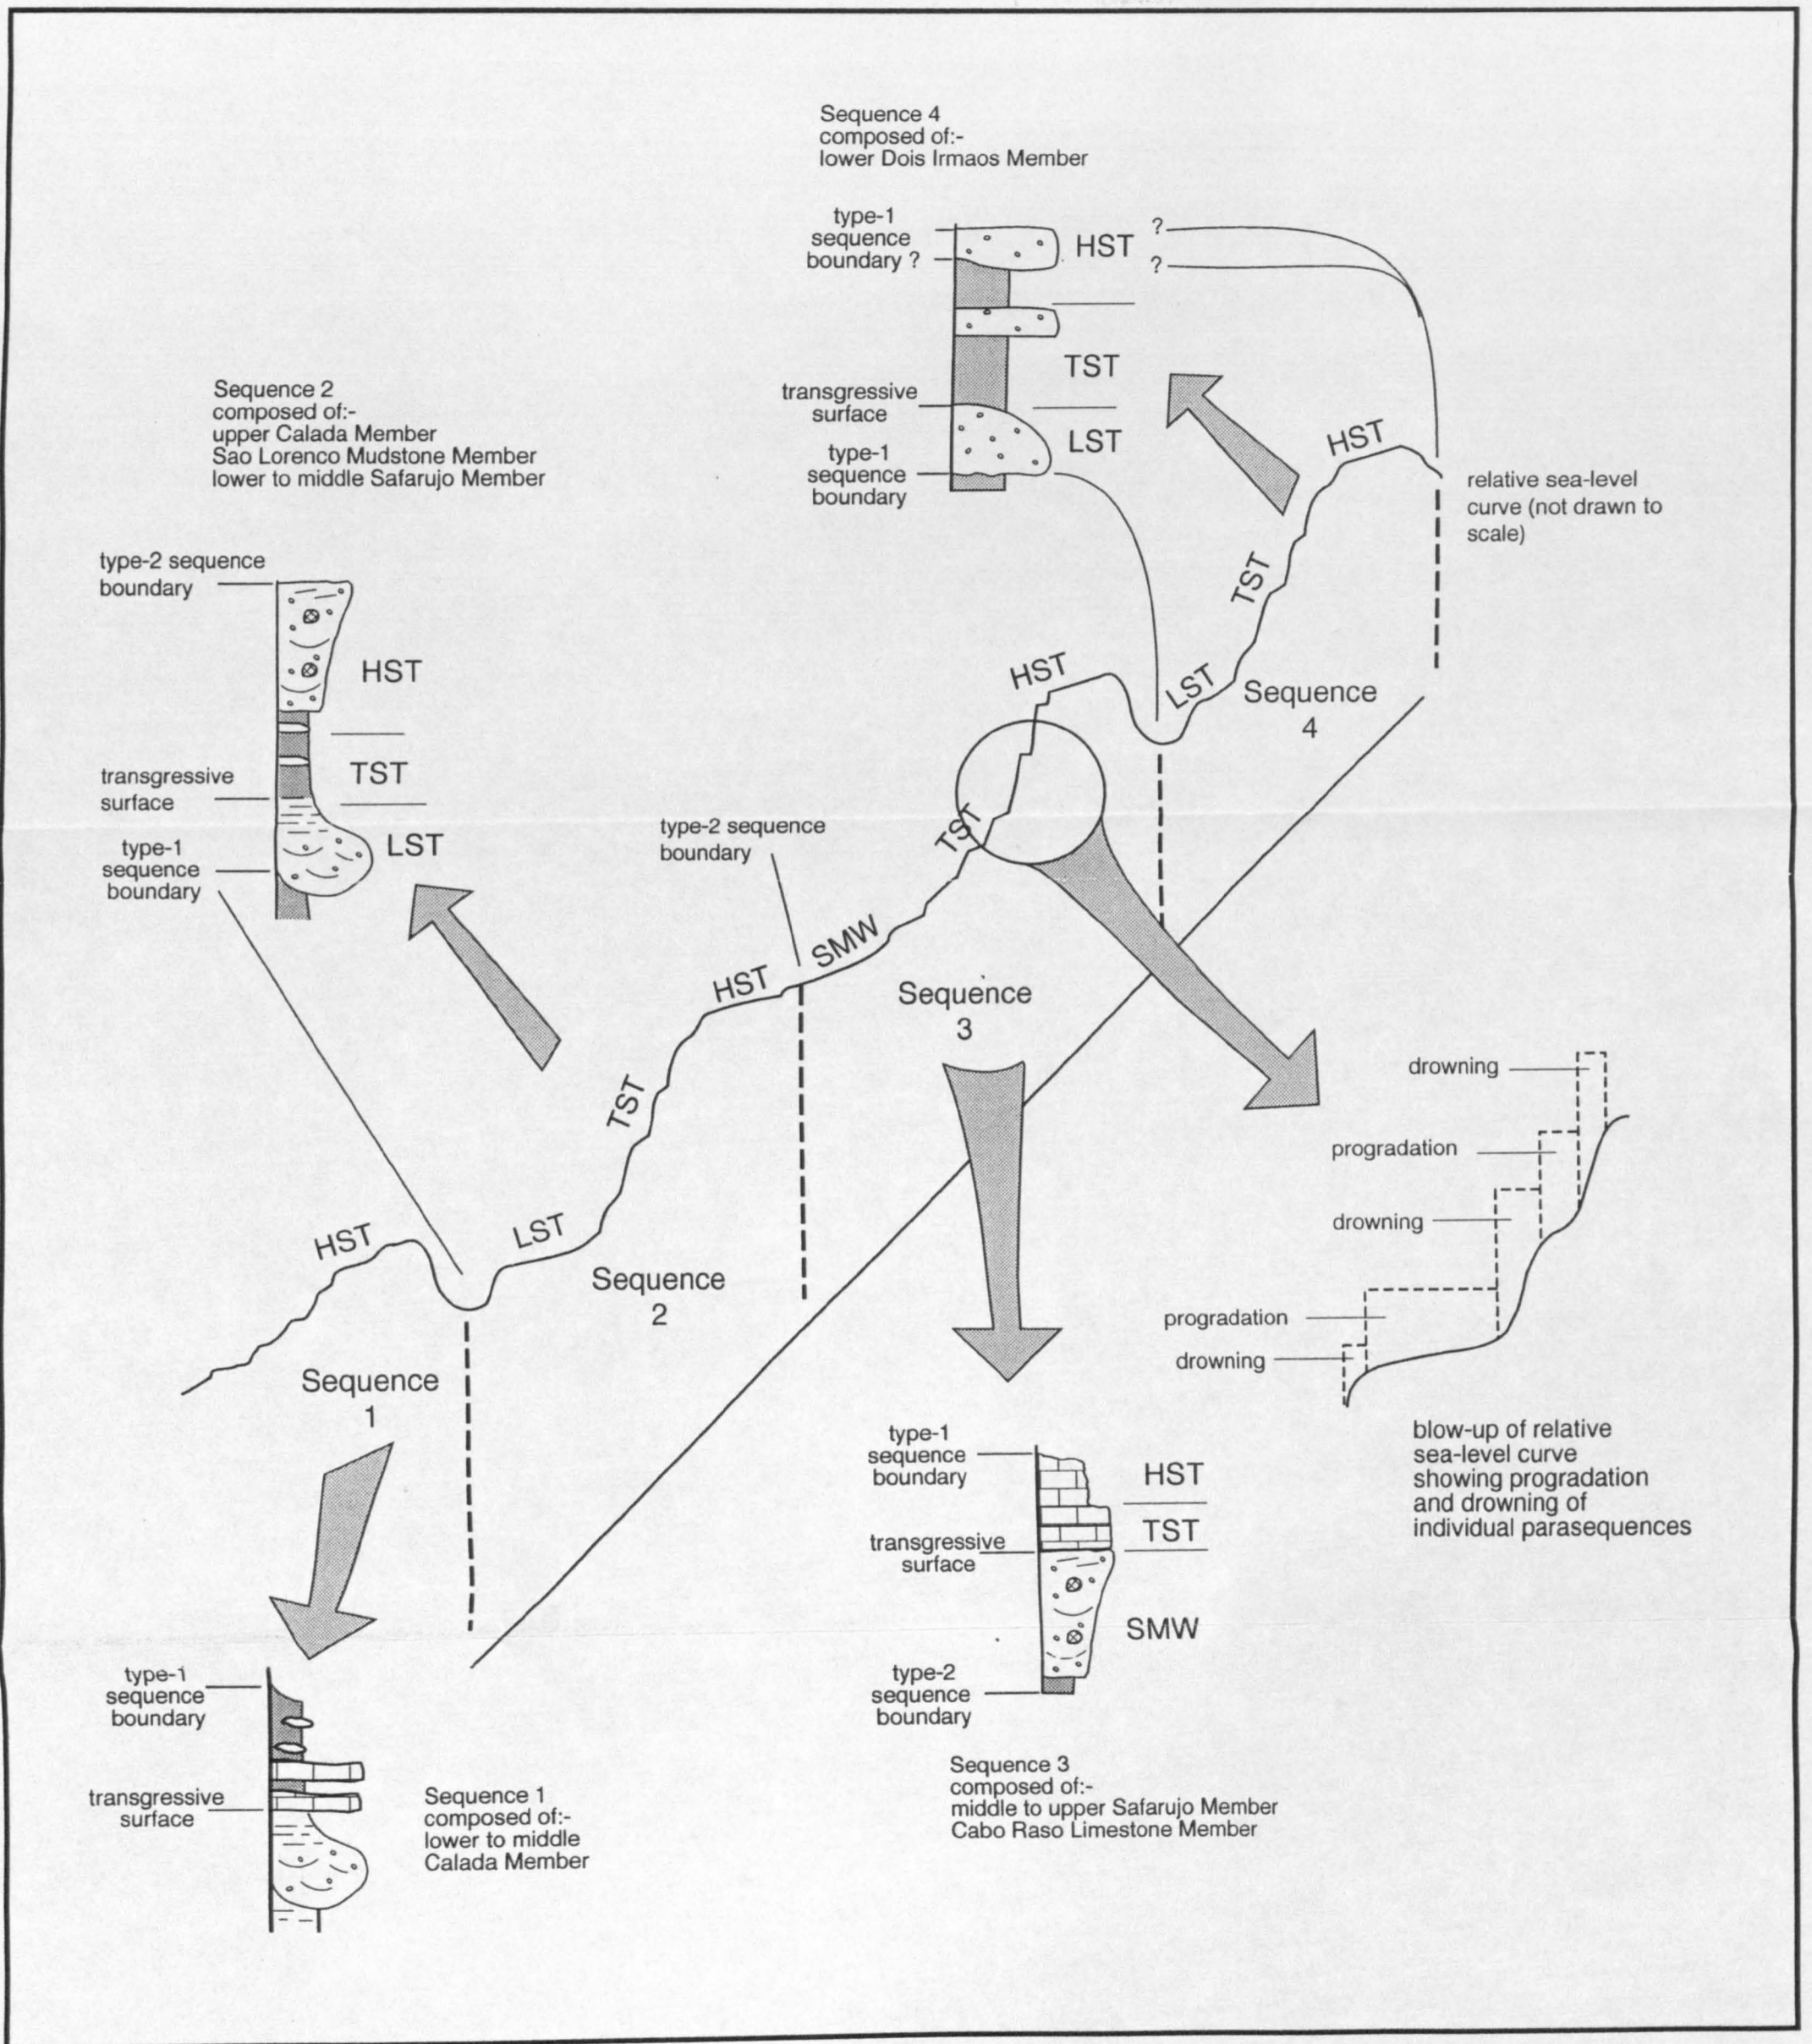 Sequence 4
composed of:-
lower Dois Irmaos Member
type-1
sequence
boundary ?
HST
?
?
TST
transgressive
surface
LST
type-1
sequence
boundary
Sequence 2
composed of:-
upper Calada Member
Sao Lorenco Mudstone Member
lower to middle Safarujo Member
type-2 sequence
boundary
HST
TST
transgressive
surface
LST
type-1
sequence
boundary
HST
relative sea-level
curve (not drawn to
scale)
TST
LST
Sequence
4
HST
TST
type-2 sequence
boundary
SMW
HST
Sequence
3
TST
LST
Sequence
2
HST
Sequence
1
drowning
progradation
drowning
progradation
drowning
blow-up of relative
sea-level curve
showing progradation
and drowning of
individual parasequences
type-1
sequence
boundary
HST
TST
transgressive
surface
SMW
type-2
sequence
boundary
Sequence 3
composed of:-
middle to upper Safarujo Member
Cabo Raso Limestone Member
type-1
sequence
boundary
transgressive
surface
Sequence 1
composed of:-
lower to middle
Calada Member